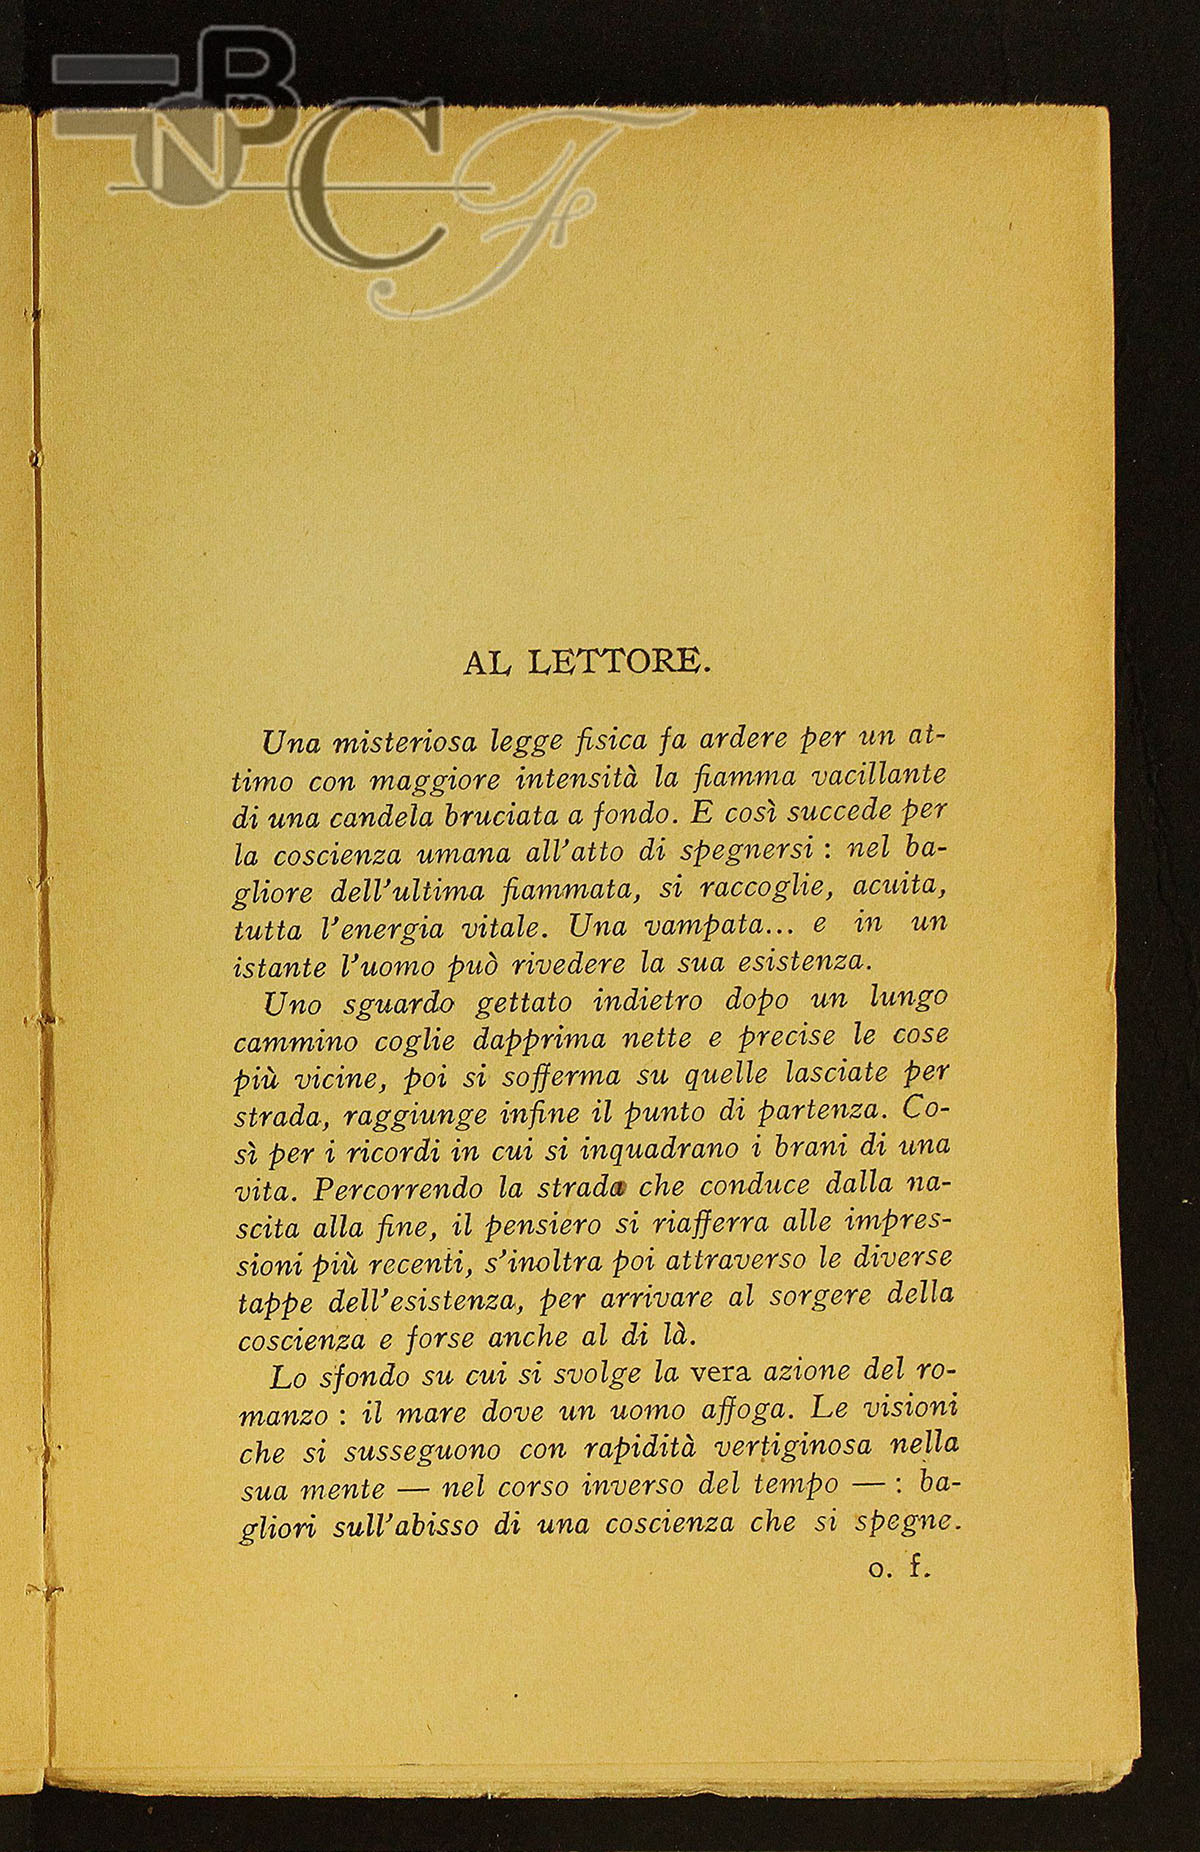 BNCF
AL LETTORE.
Una misteriosa legge fisica fa ardere per un at-
timo con maggiore intensità la fiamma vacillante
di una candela bruciata a fondo. E così succede per
la coscienza umana all'atto di spegnersi : nel ba-
gliore dell'ultima fiammata, si raccoglie, acuita,
tutta l'energia vitale. Una vampata... e in un
istante l'uomo può rivedere la sua esistenza.
Uno sguardo gettato indietro dopo un lungo
cammino coglie dapprima nette e precise le cose
più vicine, poi si sofferma su quelle lasciate per
strada, raggiunge infine il punto di partenza. Co-
sì per i ricordi in cui si inquadrano i brani di una
vita. Percorrendo la strada che conduce dalla na-
scita alla fine, il pensiero si riafferra alle impres-
sioni più recenti, s'inoltra poi attraverso le diverse
tappe dell'esistenza, per arrivare al sorgere della
coscienza e forse anche al di là.
Lo sfondo su cui si svolge la vera azione del ro-
manzo : il mare dove un uomo affoga. Le visioni
che si susseguono con rapidità vertiginosa nella
sua mente — nel corso inverso del tempo — : ba-
gliori sull'abisso di una coscienza che si spegne.
o. f.